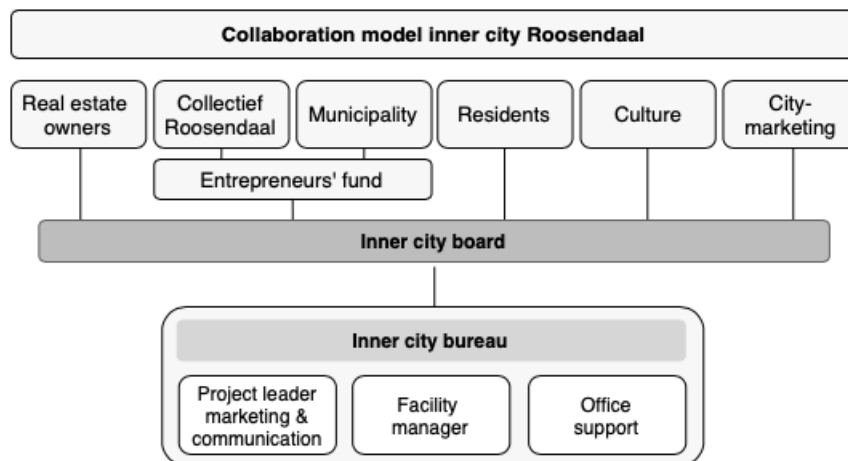 Collaboration model inner city Roosendaal
Real estate
owners
Collectief
Roosendaal
Municipality
Residents
Culture
City-
marketing
Entrepreneurs' fund
Inner city board
Inner city bureau
Project leader
marketing &
communication
Facility
manager
Office
support